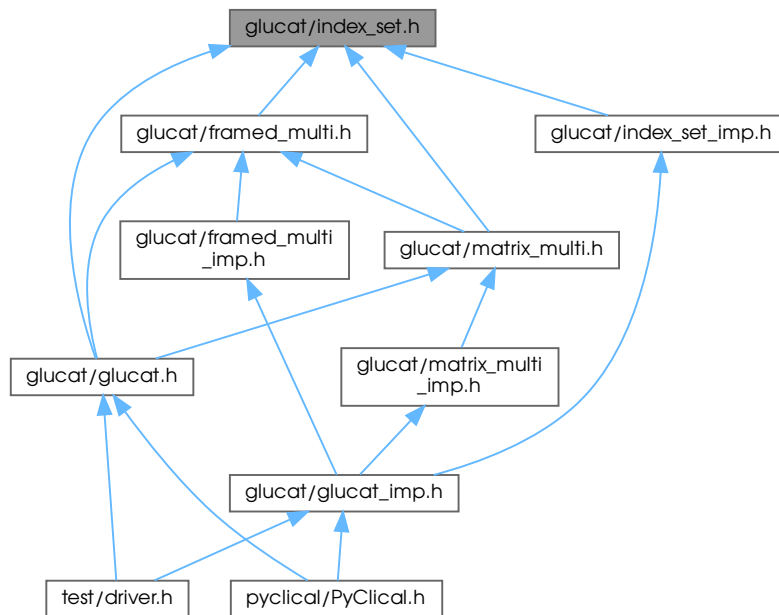 glucat/index_set.h
glucat/framed_multi.h
glucat/index_set_imp.h
glucat/framed_multi
_imp.h
glucat/matrix_multi.h
glucat/glucat.h
glucat/matrix_multi
_imp.h
glucat/glucat_imp.h
test/driver.h
pyclical/PyClical.h